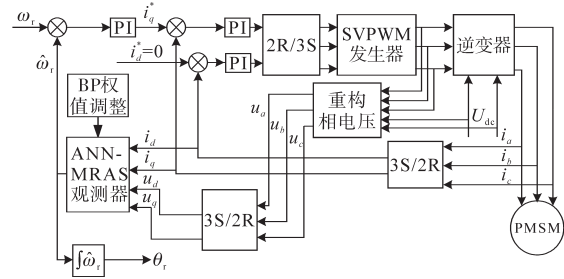 ω_r
PI
i_q^*
PI
2R/3S
SVPWM
发生器
逆变器
\hat{ω}_r
i_d^*=0
PI
BP权
值调整
重构
相电压
U_dc
u_a
u_b
u_c
ANN-
MRAS
观测器
i_d
i_q
u_d
u_q
3S/2R
3S/2R
i_a
i_b
i_c
PMSM
∫\hat{ω}_r
θ_r